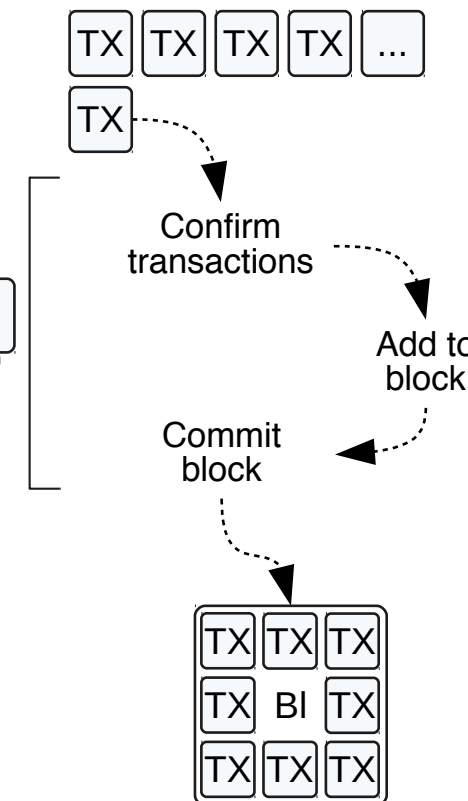 TX TX TX TX ...
TX
Confirm
transactions
Add to
block
Commit
block
TX TX TX
TX Bl TX
TX TX TX